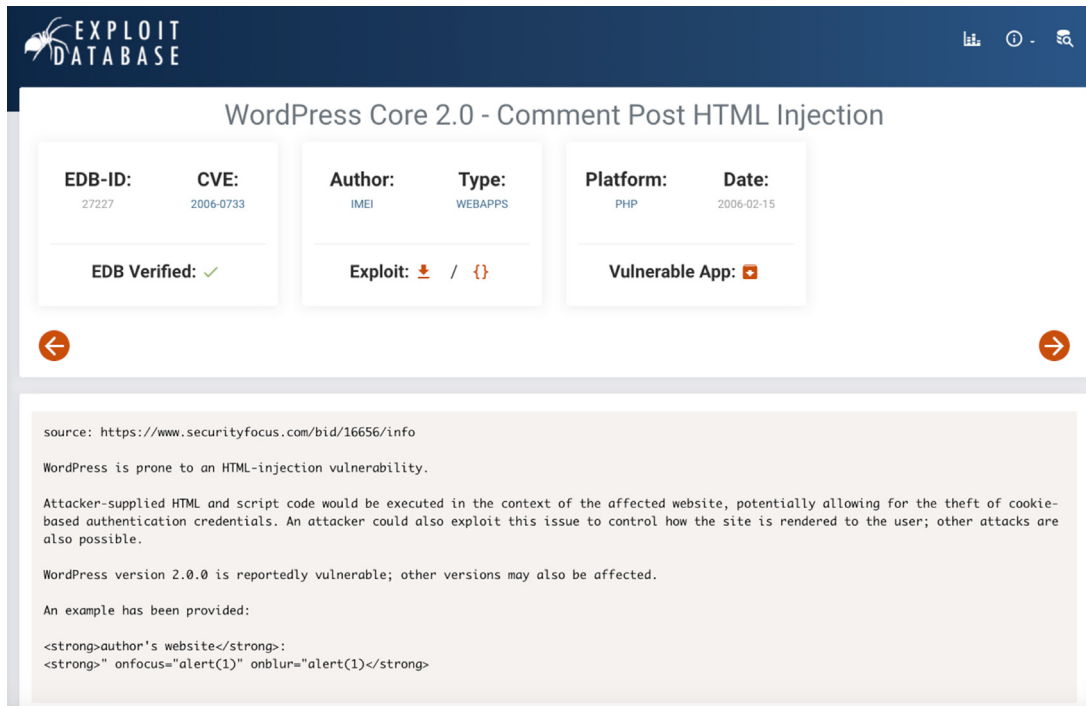 EXPLOIT
DATABASE
WordPress Core 2.0 - Comment Post HTML Injection
EDB-ID: CVE: Author: Type: Platform: Date:
27227 2006-0733 IMEI WEBAPPS PHP 2006-02-15
EDB Verified: ✓ Exploit: / {} Vulnerable App:
source: https://www.securityfocus.com/bid/16656/info
WordPress is prone to an HTML-injection vulnerability.
Attacker-supplied HTML and script code would be executed in the context of the affected website, potentially allowing for the theft of cookie-
based authentication credentials. An attacker could also exploit this issue to control how the site is rendered to the user; other attacks are
also possible.
WordPress version 2.0.0 is reportedly vulnerable; other versions may also be affected.
An example has been provided:
<strong>author's website</strong>:
<strong>" onfocus="alert(1)" onblur="alert(1)</strong>